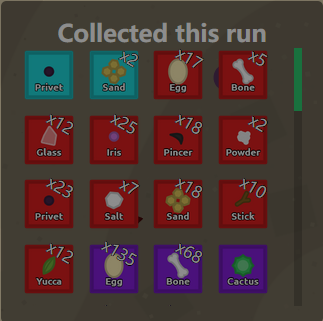 Collected this run
Privet
x2 Sand
x17 Egg
x5 Bone
x12 Glass
x25 Iris
x18 Pincer
x2 Powder
x23 Privet
x7 Salt
x18 Sand
x10 Stick
x12 Yucca
x135 Egg
x68 Bone
Cactus